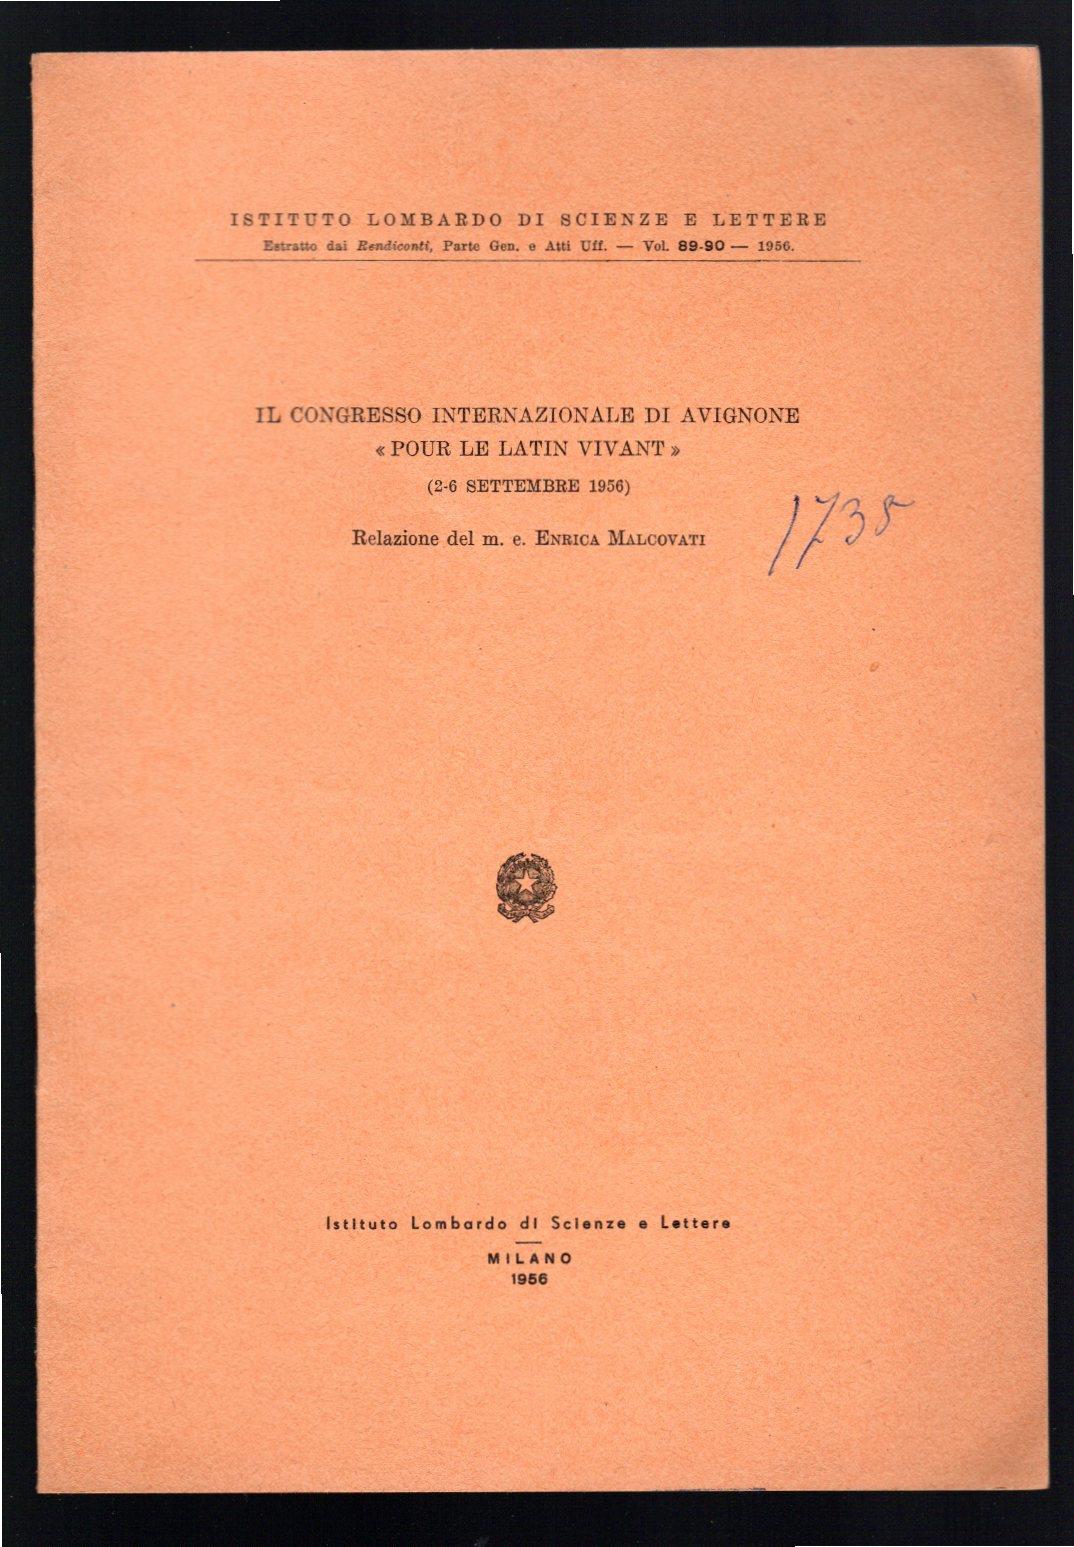 ISTITUTO LOMBARDO DI SCIENZE E LETTERE
Estratto dai Rendiconti, Parte Gen. e Atti Uff. — Vol. 89-90 — 1956.
IL CONGRESSO INTERNAZIONALE DI AVIGNONE
« POUR LE LATIN VIVANT »
(2-6 SETTEMBRE 1956)
Relazione del m. e. ENRICA MALCOVATI
1735
Istituto Lombardo di Scienze e Lettere
MILANO
1956